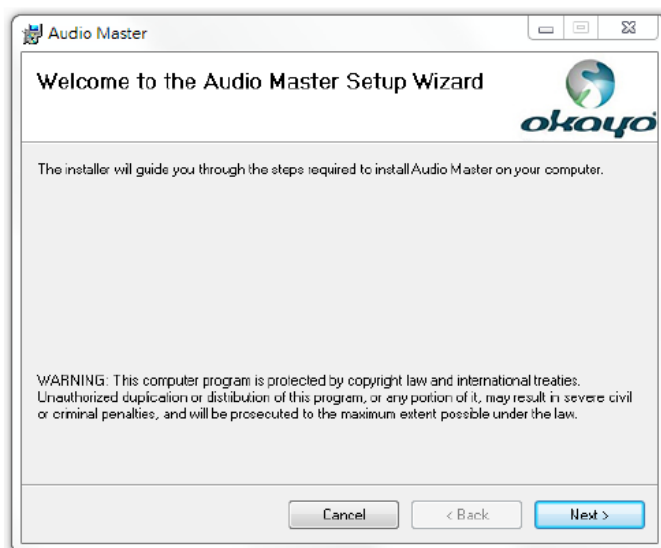 Audio Master
Welcome to the Audio Master Setup Wizard
okayo
The installer will guide you through the steps required to install Audio Master on your computer.
WARNING: This computer program is protected by copyright law and international treaties.
Unauthorized duplication or distribution of this program, or any portion of it, may result in severe civil
or criminal penalties, and will be prosecuted to the maximum extent possible under the law.
Cancel
< Back
Next >